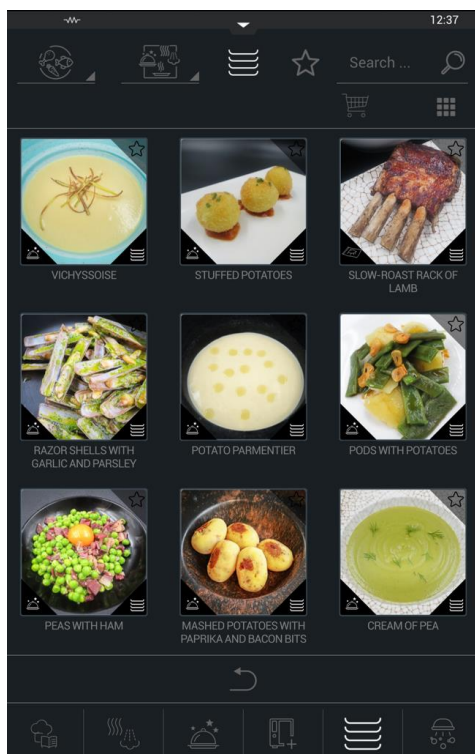 12:37
Search ...
VICHYSSOISE
STUFFED POTATOES
SLOW-ROAST RACK OF
LAMB
RAZOR SHELLS WITH
GARLIC AND PARSLEY
POTATO PARMENTIER
PODS WITH POTATOES
PEAS WITH HAM
MASHED POTATOES WITH
PAPRIKA AND BACON BITS
CREAM OF PEA